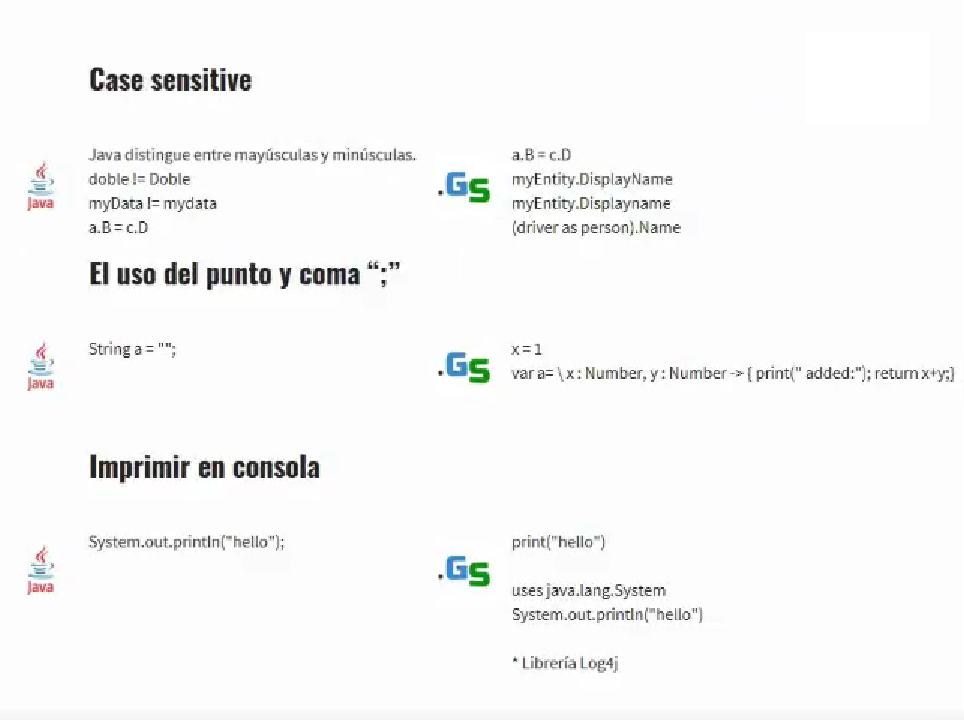 Case sensitive
Java distingue entre mayúsculas y minúsculas.
doble != Doble
myData != mydata
a.B = c.D
Java
.GS
a.B = c.D
myEntity.DisplayName
myEntity.Displayname
(driver as person).Name
El uso del punto y coma “;”
Java
String a = "";
.GS
x = 1
var a= \ x : Number, y : Number -> { print(" added:"); return x+y;}
Imprimir en consola
Java
System.out.println("hello");
.GS
print("hello")
uses java.lang.System
System.out.println("hello")
* Librería Log4j